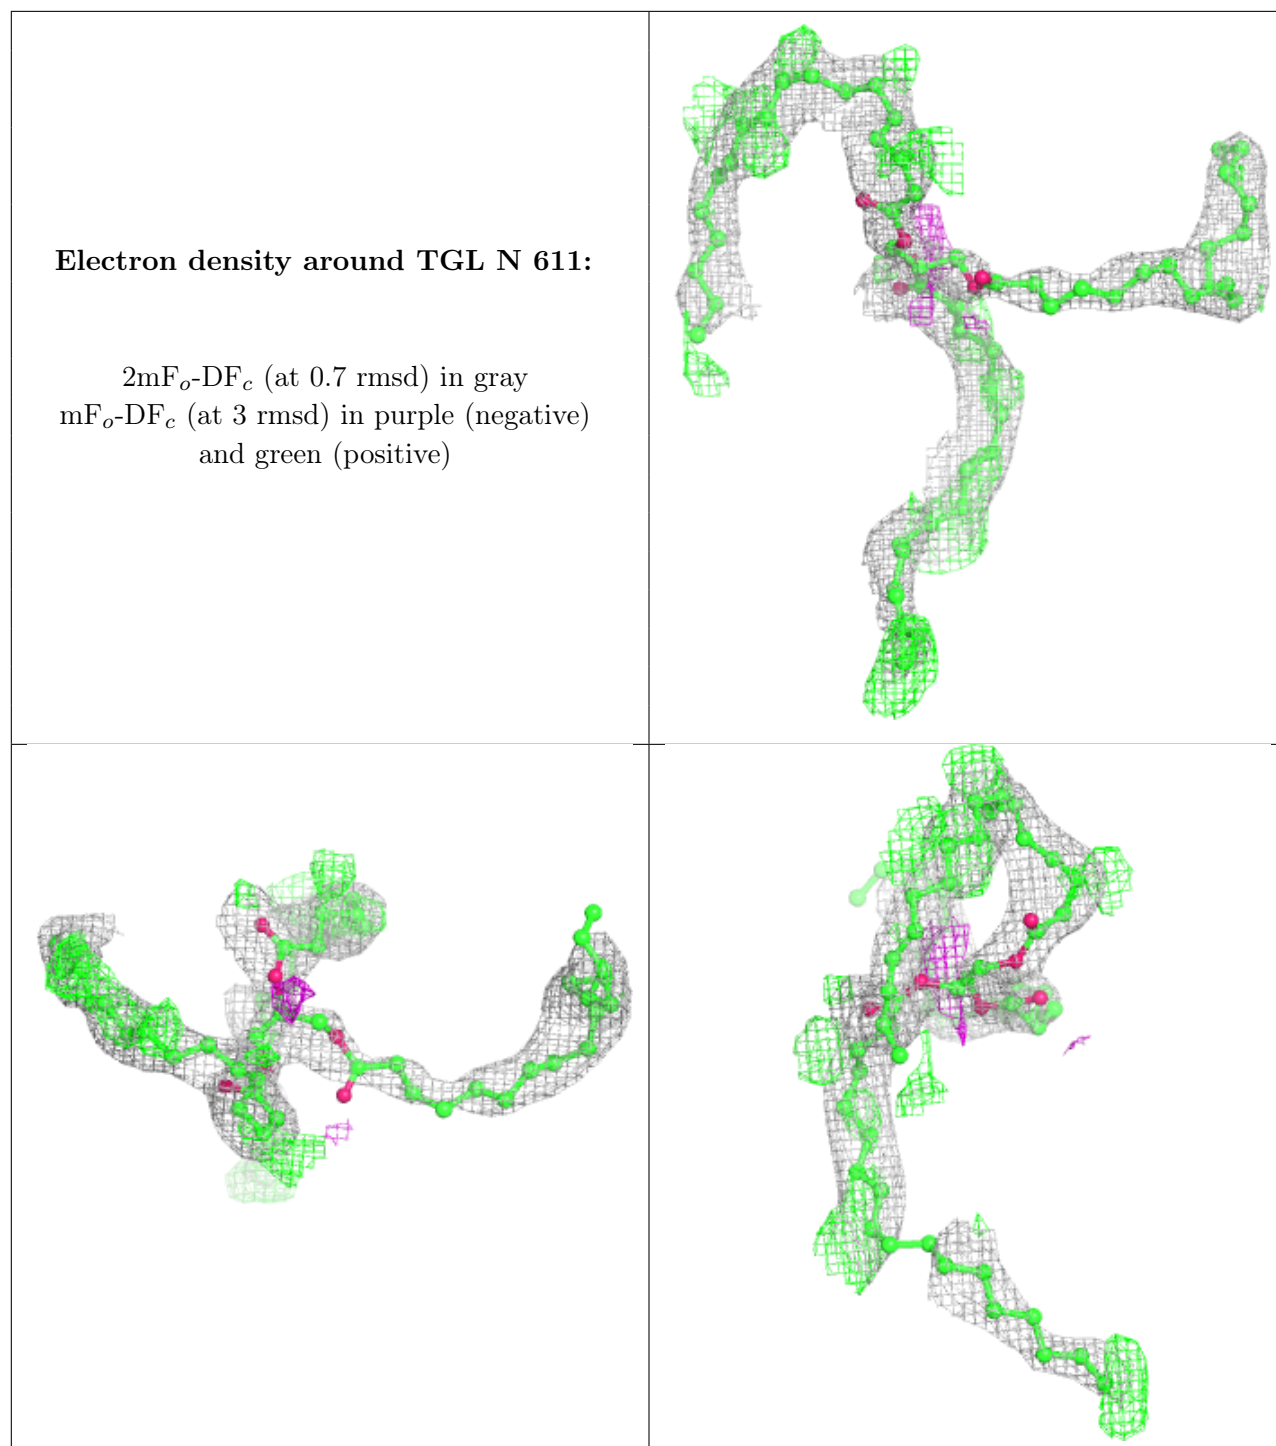 Electron density around TGL N 611:
2mFo-DFc (at 0.7 rmsd) in gray
mFo-DFc (at 3 rmsd) in purple (negative)
and green (positive)